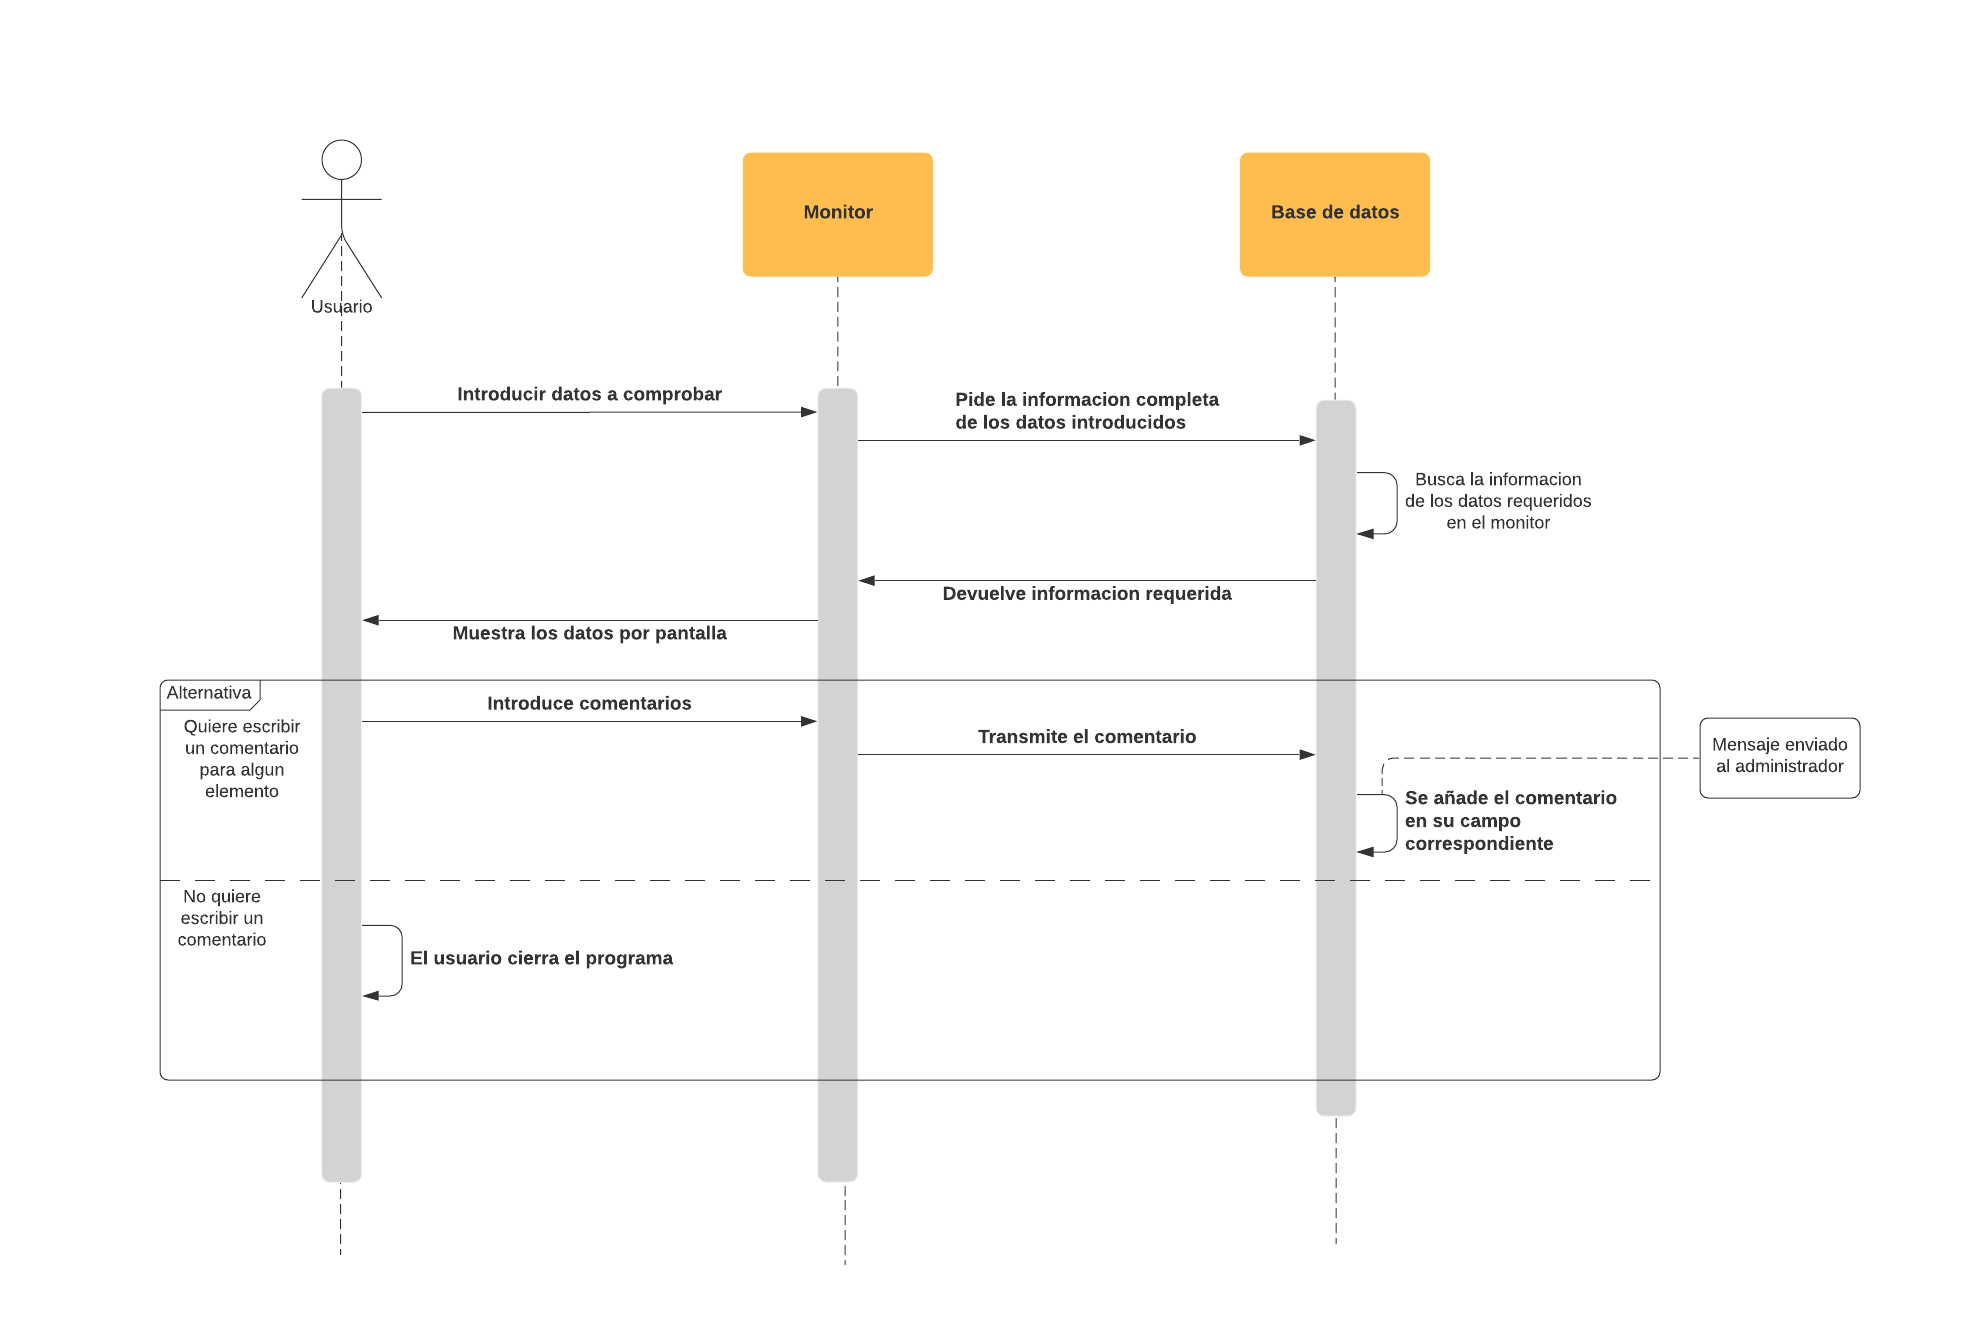 Usuario
Monitor
Base de datos
Introducir datos a comprobar
Pide la informacion completa
de los datos introducidos
Busca la informacion
de los datos requeridos
en el monitor
Devuelve informacion requerida
Muestra los datos por pantalla
Alternativa
Quiere escribir
un comentario
para algun
elemento
Introduce comentarios
Transmite el comentario
Mensaje enviado
al administrador
Se añade el comentario
en su campo
correspondiente
No quiere
escribir un
comentario
El usuario cierra el programa